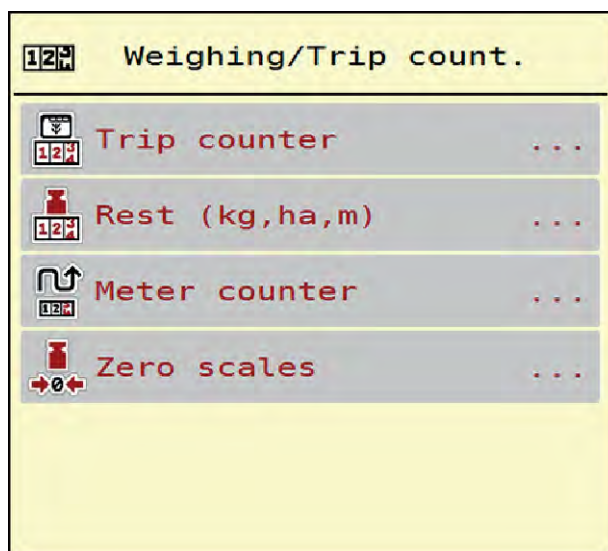 Weighing/Trip count.
Trip counter ...
Rest (kg,ha,m) ...
Meter counter ...
Zero scales ...